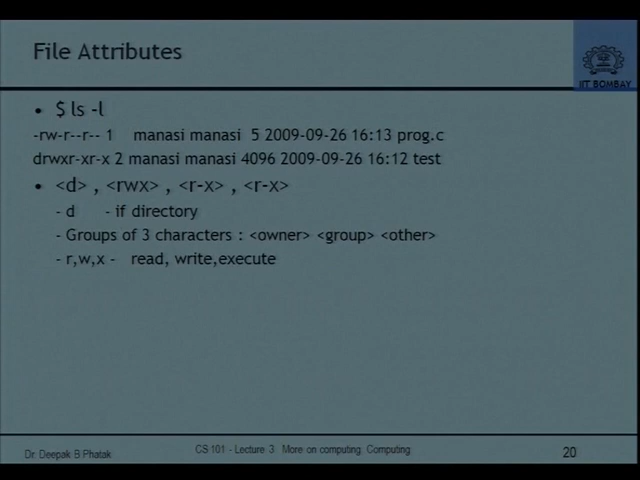 File Attributes
IIT BOMBAY
• $ ls -l
-rw-r--r-- 1 manasi manasi 5 2009-09-26 16:13 prog.c
drwxr-xr-x 2 manasi manasi 4096 2009-09-26 16:12 test
• <d> , <rwx> , <r-x> , <r-x>
- d - if directory
- Groups of 3 characters : <owner> <group> <other>
- r,w,x - read, write,execute
Dr. Deepak B Phatak
CS 101 - Lecture 3 More on computing Computing
20